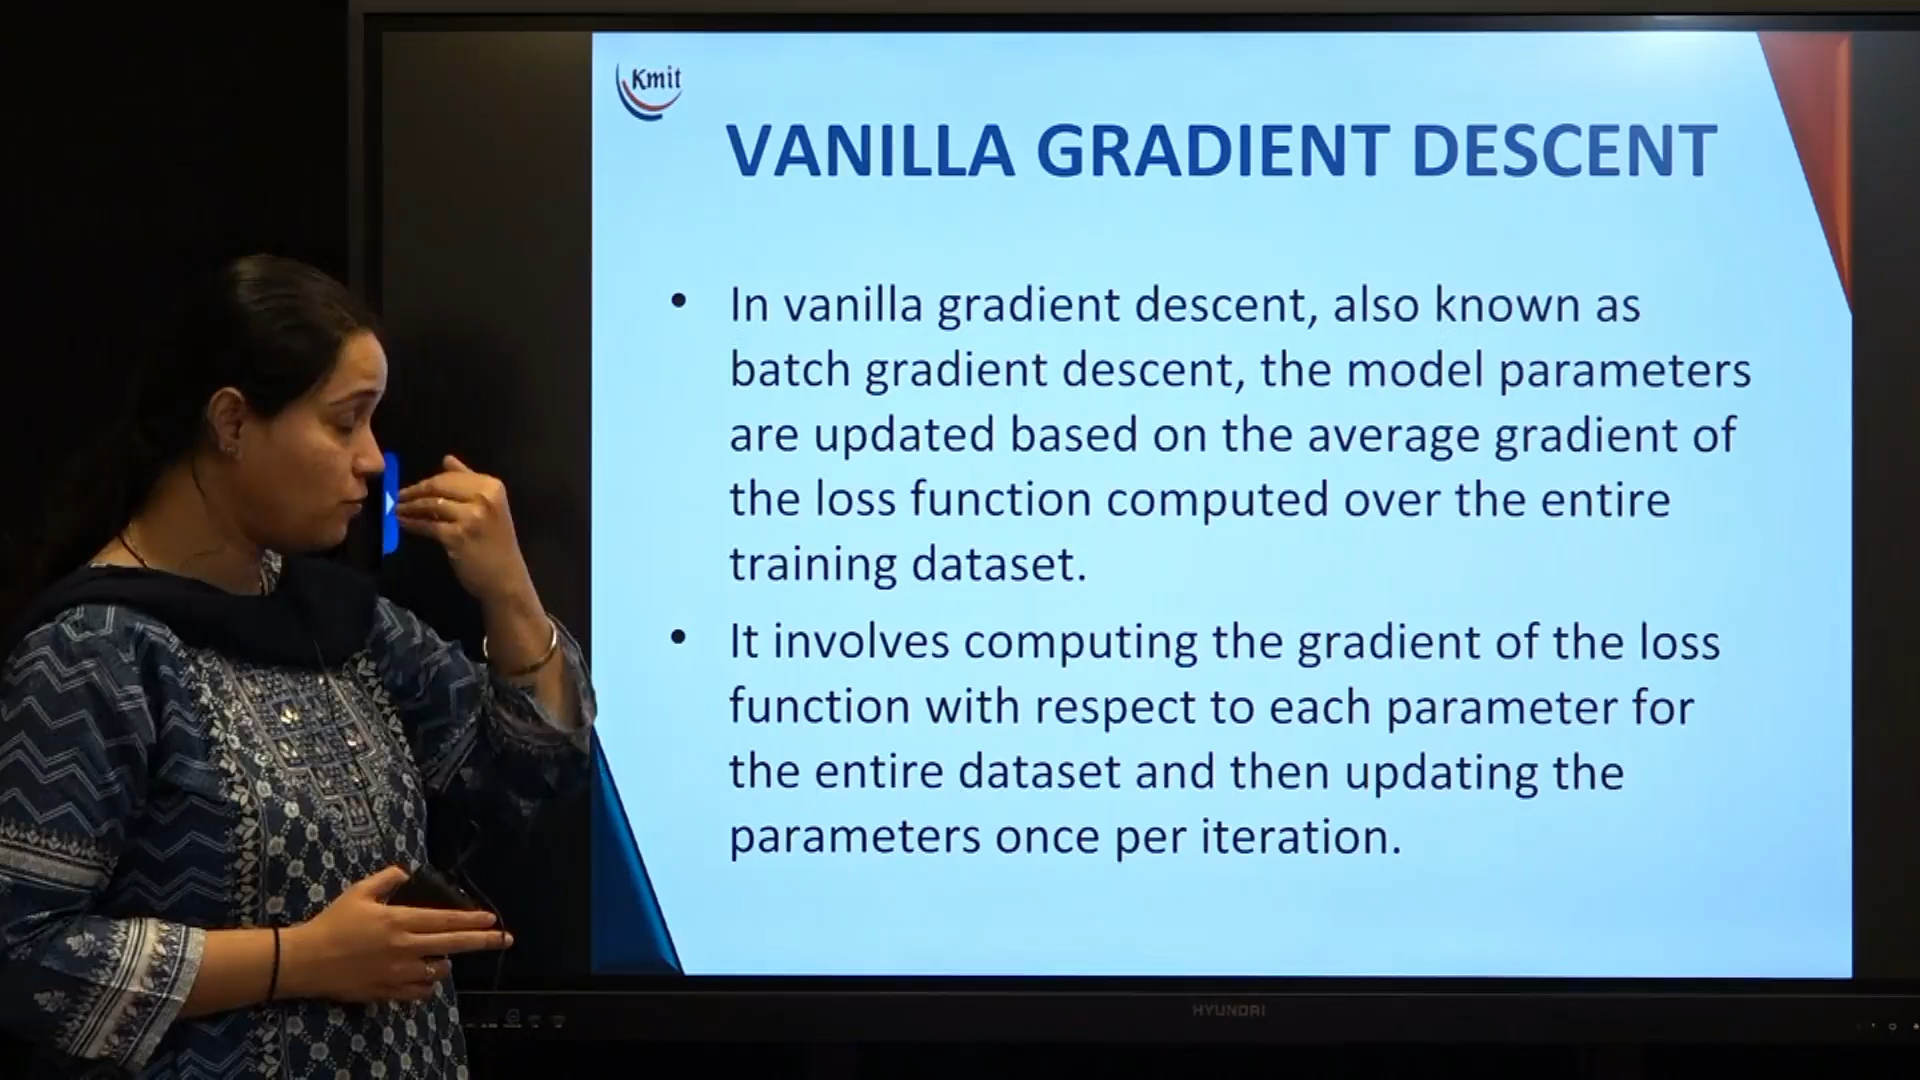 Kmit
VANILLA GRADIENT DESCENT
• In vanilla gradient descent, also known as
batch gradient descent, the model parameters
are updated based on the average gradient of
the loss function computed over the entire
training dataset.
• It involves computing the gradient of the loss
function with respect to each parameter for
the entire dataset and then updating the
parameters once per iteration.
HYUNDAI